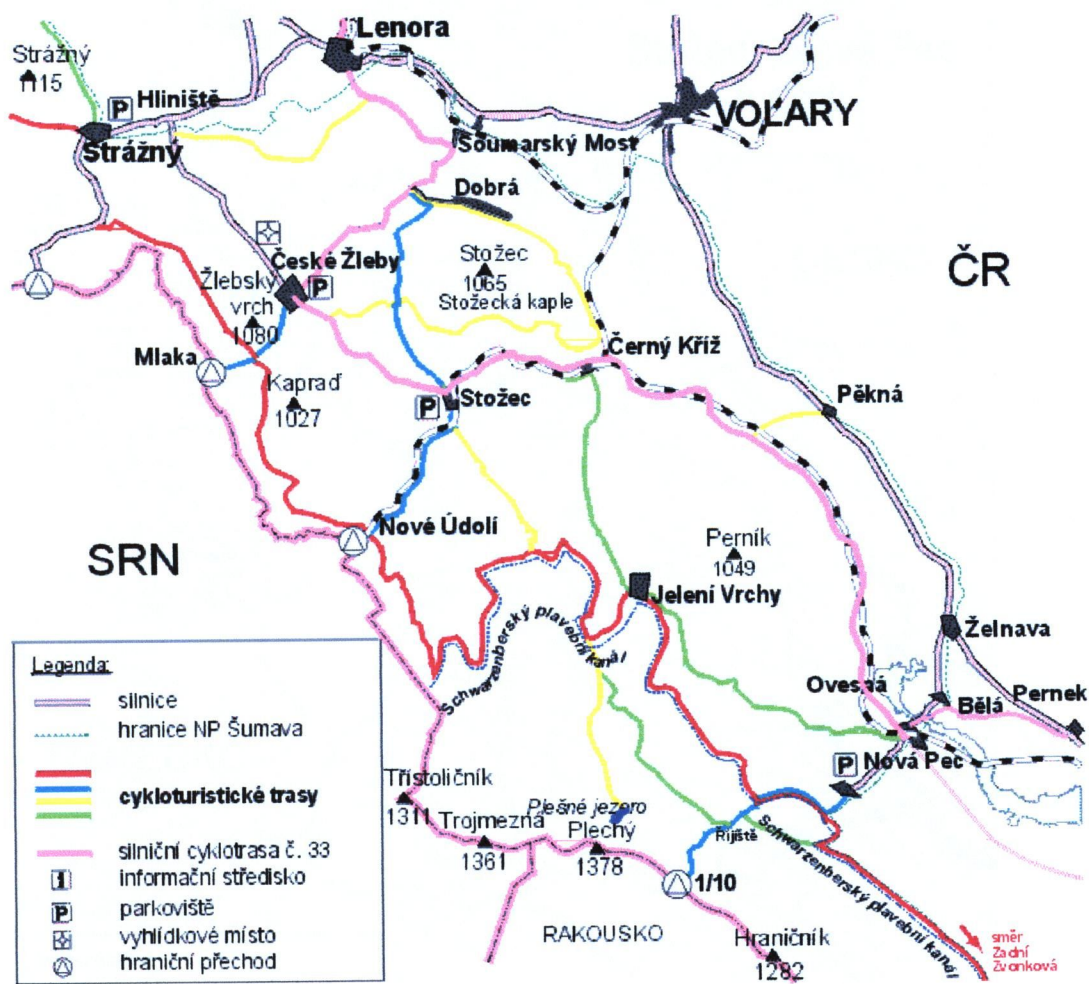 Lenora
Strážný
1115
P
Hliniště
VOLARY
Strážný
Soumarský Most
Dobrá
České Žleby
Stožec
1065
Stožecká kaple
ČR
Žlebský
vrch
1080
P
Mlaka
Černý Kříž
Kapraď
1027
P
Stožec
Pěkná
Nové Údolí
SRN
Perník
1049
Jelení Vrchy
Schwarzenberský plavební kanál
Želnava
Ovesná
Bělá
Pernek
P
Nová Pec
Třístoličník
1311
Trojmezná
1361
Plešné jezero
Plechý
1378
Říjiště
Schwarzenberský plavební kanál
1/10
RAKOUSKO
Hraničník
1282
směr
Zadní
Zvonková
Legenda:
silnice
hranice NP Šumava
cykloturistické trasy
silniční cyklotrasa č. 33
i informační středisko
P parkoviště
vyhlídkové místo
hraniční přechod